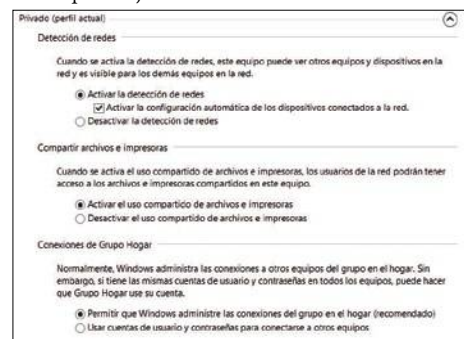 Privado (perfil actual)
Detección de redes
Cuando se activa la detección de redes, este equipo puede ver otros equipos y dispositivos en la
red y es visible para los demás equipos en la red.
Activar la detección de redes
Activar la configuración automática de los dispositivos conectados a la red.
Desactivar la detección de redes
Compartir archivos e impresoras
Cuando se activa el uso compartido de archivos e impresoras, los usuarios de la red podrán tener
acceso a los archivos e impresoras compartidos en este equipo.
Activar el uso compartido de archivos e impresoras
Desactivar el uso compartido de archivos e impresoras
Conexiones de Grupo Hogar
Normalmente, Windows administra las conexiones a otros equipos del grupo en el hogar. Sin
embargo, si tiene las mismas cuentas de usuario y contraseñas en todos los equipos, puede hacer
que Grupo Hogar use su cuenta.
Permitir que Windows administre las conexiones del grupo en el hogar (recomendado)
Usar cuentas de usuario y contraseñas para conectarse a otros equipos